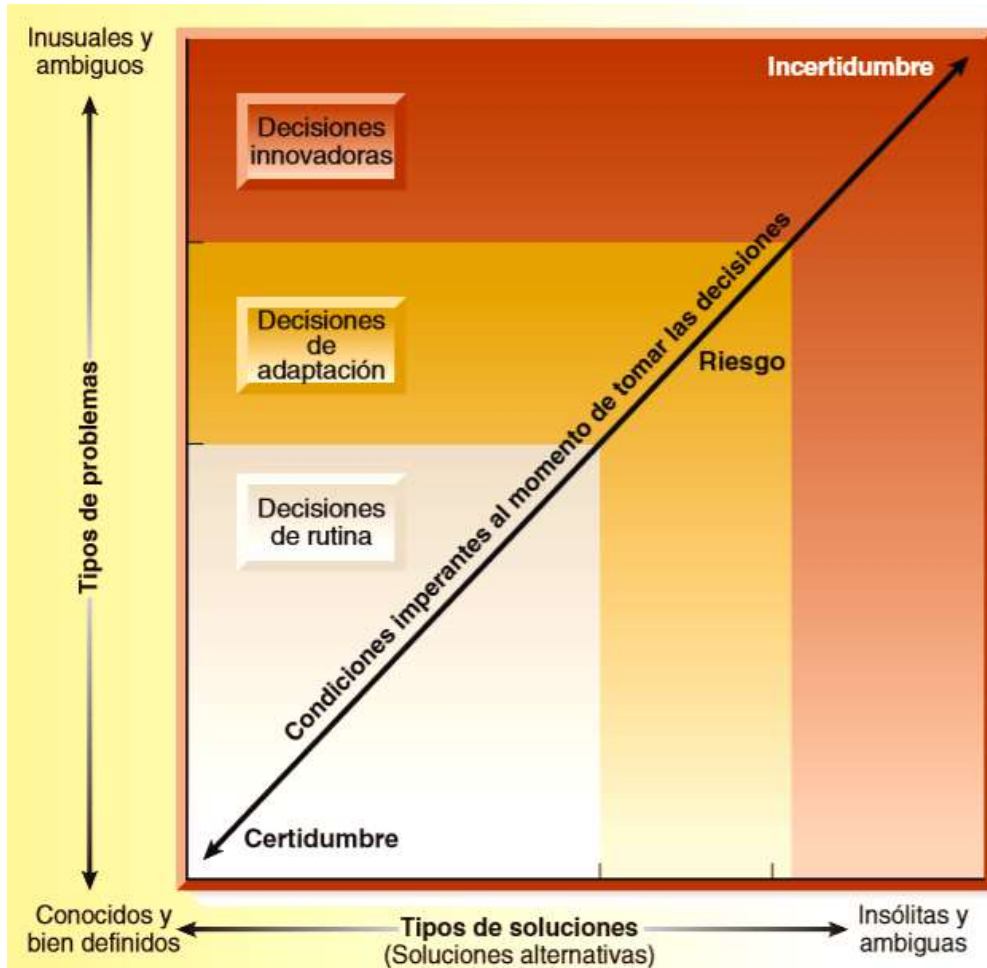 Inusuales y
ambiguos
Incertidumbre
Decisiones
innovadoras
Decisiones
de
adaptación
Riesgo
Decisiones
de rutina
Tipos de problemas
Condiciones imperantes al momento de tomar las decisiones
Certidumbre
Conocidos y
bien definidos
Tipos de soluciones
(Soluciones alternativas)
Insólitas y
ambiguas